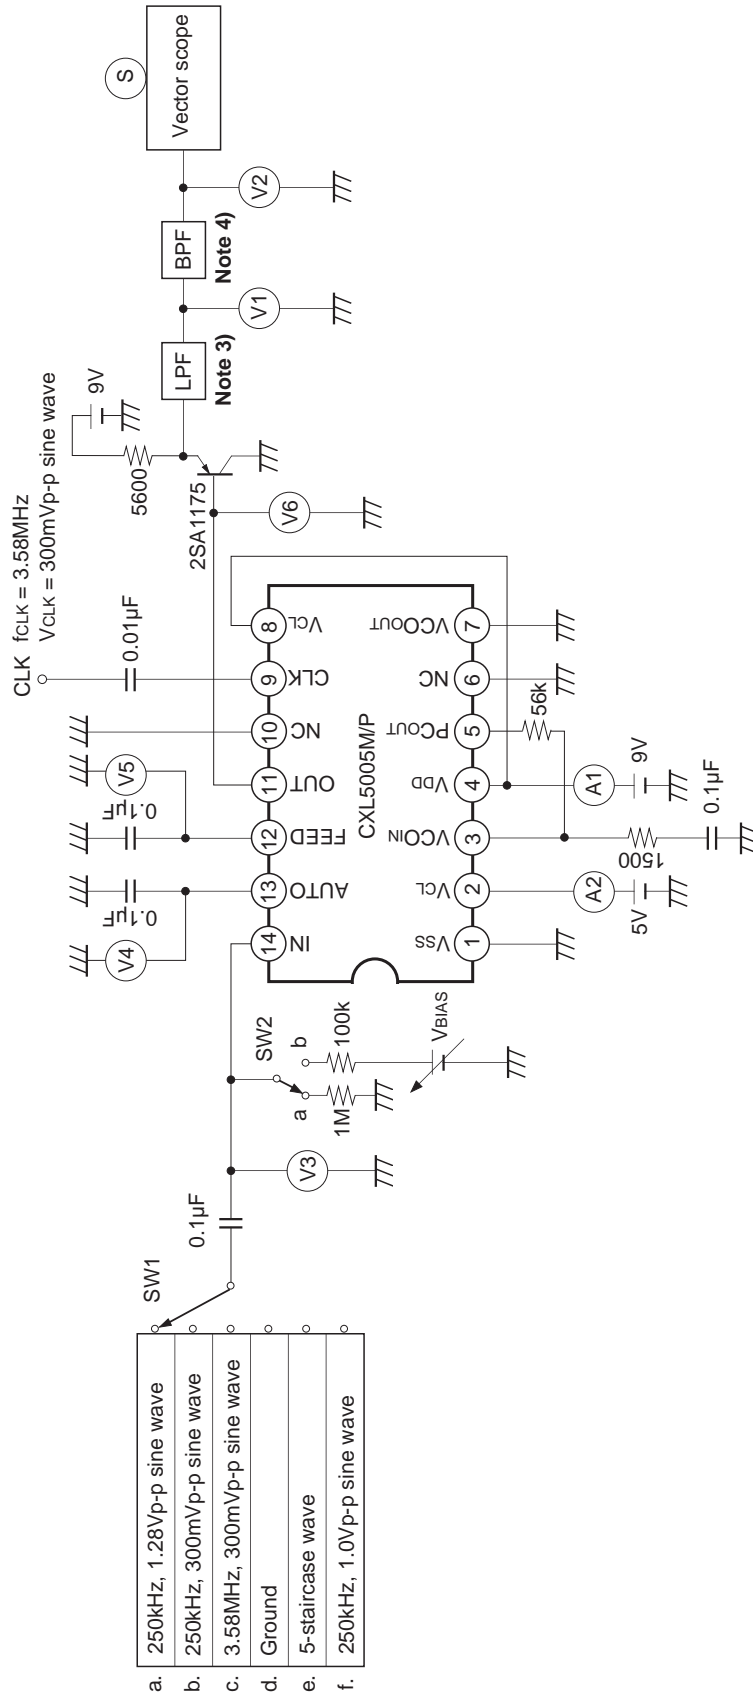 a. 250kHz, 1.28Vp-p sine wave
b. 250kHz, 300mVp-p sine wave
c. 3.58MHz, 300mVp-p sine wave
d. Ground
e. 5-staircase wave
f. 250kHz, 1.0Vp-p sine wave
SW1
0.1µF
V3
SW2
a
b
1M
100k
VBIAS
V4
0.1µF
0.1µF
V5
CLK fCLK = 3.58MHz
VCLK = 300mVp-p sine wave
0.01µF
14
13
12
11
10
9
8
IN
AUTO
FEED
OUT
NC
CLK
VCL
CXL5005M/P
VSS
VCL
VCOIN
VDD
PCOUT
NC
VCOOUT
1
2
3
4
5
6
7
A2
5V
1500
0.1µF
A1
9V
56k
V6
2SA1175
5600
9V
LPF
Note 3)
V1
BPF
Note 4)
V2
Vector scope
S